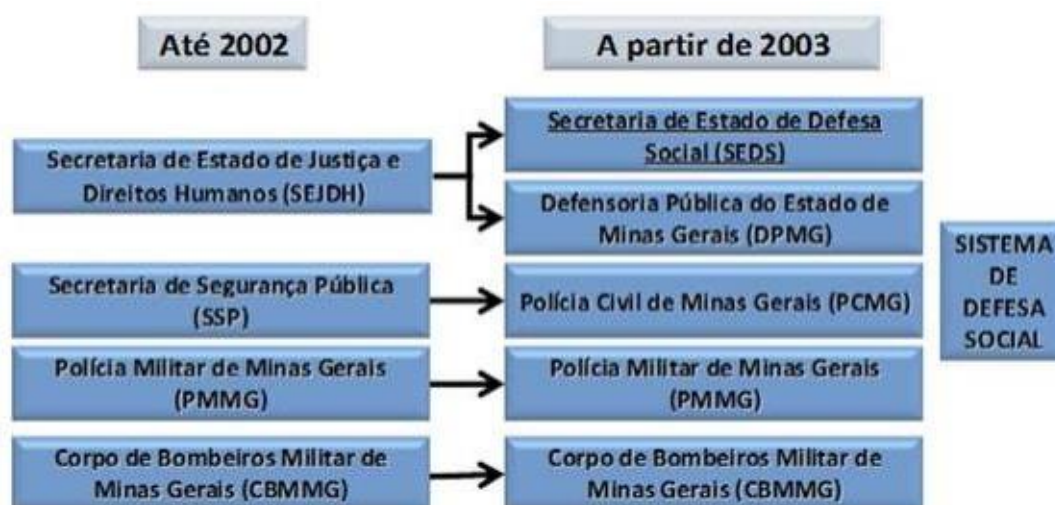 Até 2002
A partir de 2003
Secretaria de Estado de Justiça e
Direitos Humanos (SEJDH)
Secretaria de Estado de Defesa
Social (SEDS)
Defensoria Pública do Estado de
Minas Gerais (DPMG)
Secretaria de Segurança Pública
(SSP)
Polícia Civil de Minas Gerais (PCMG)
Polícia Militar de Minas Gerais
(PMMG)
Polícia Militar de Minas Gerais
(PMMG)
Corpo de Bombeiros Militar de
Minas Gerais (CBMMG)
Corpo de Bombeiros Militar de
Minas Gerais (CBMMG)
SISTEMA
DE
DEFESA
SOCIAL